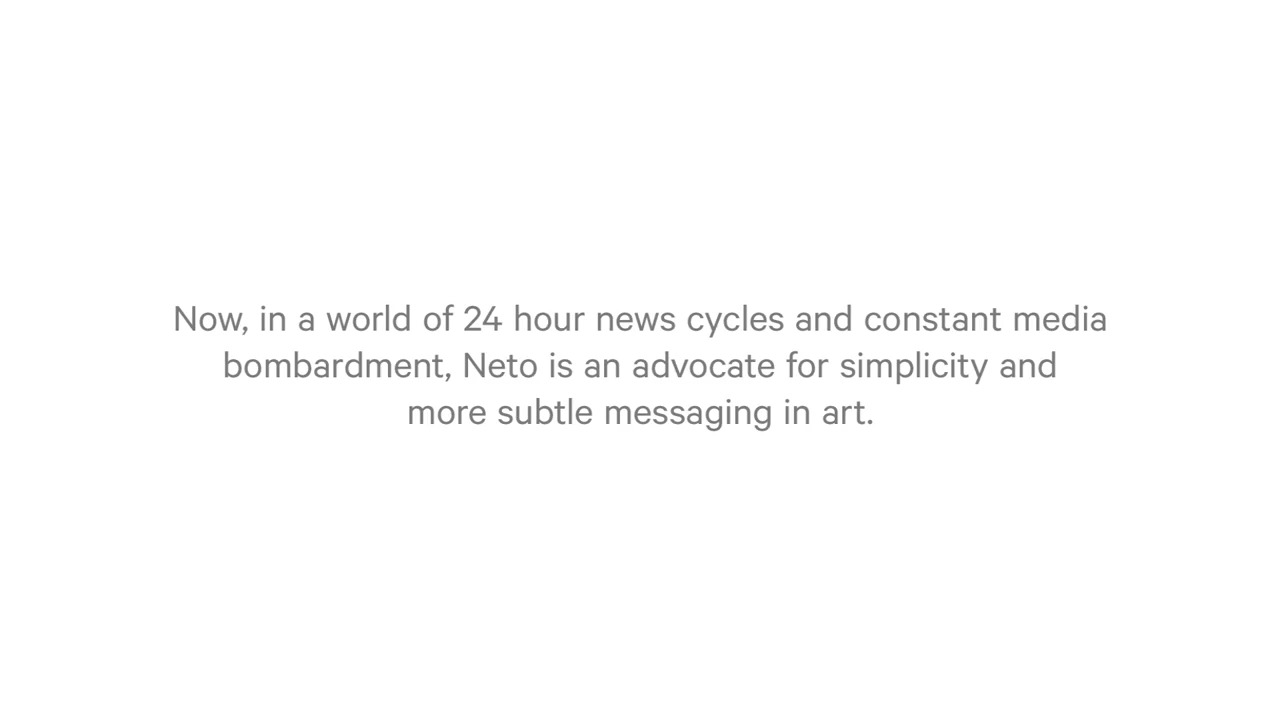 Now, in a world of 24 hour news cycles and constant media
bombardment, Neto is an advocate for simplicity and
more subtle messaging in art.